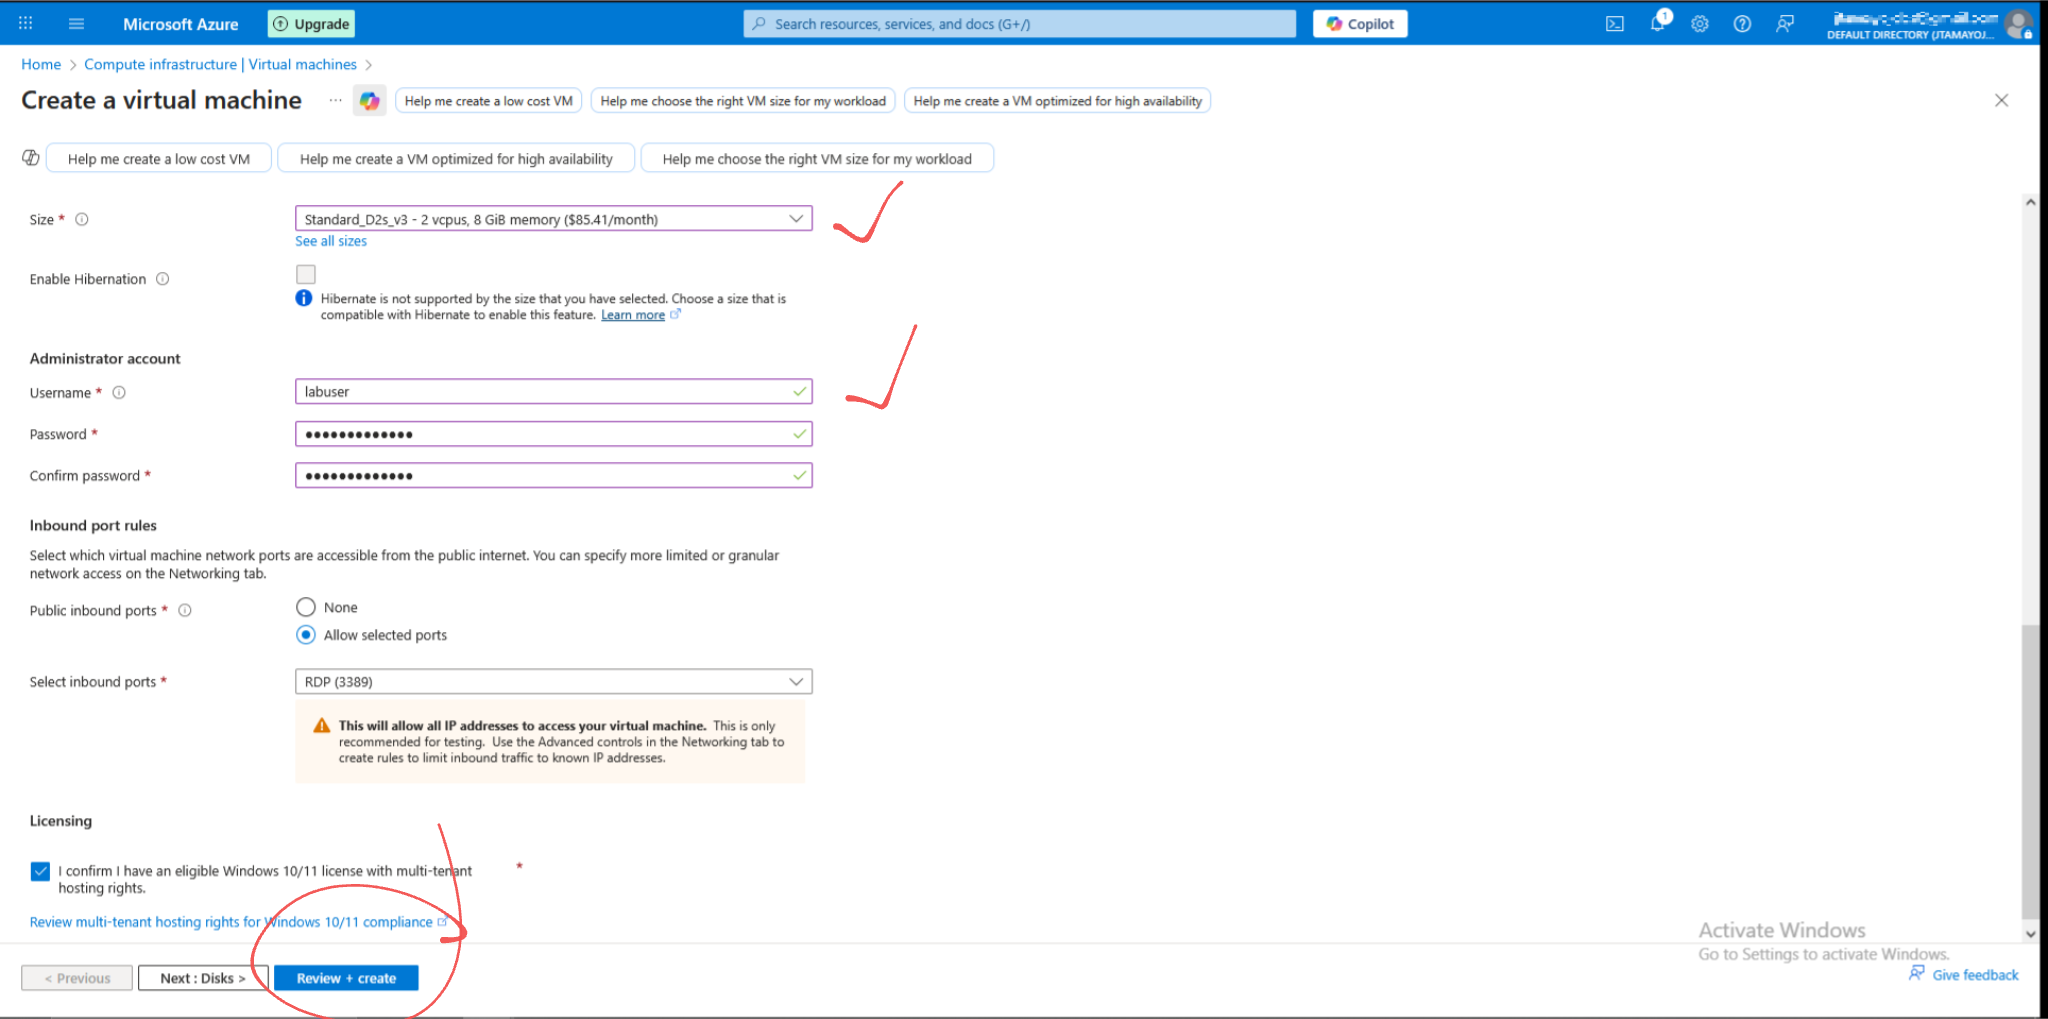 Microsoft Azure
Upgrade
Search resources, services, and docs (G+/)
Copilot
1
DEFAULT DIRECTORY (JTAMAYOJ...
Home > Compute infrastructure | Virtual machines >
Create a virtual machine
...
Help me create a low cost VM
Help me choose the right VM size for my workload
Help me create a VM optimized for high availability
Help me create a low cost VM
Help me create a VM optimized for high availability
Help me choose the right VM size for my workload
Size *
Standard_D2s_v3 - 2 vcpus, 8 GiB memory ($85.41/month)
See all sizes
Enable Hibernation
Hibernate is not supported by the size that you have selected. Choose a size that is
compatible with Hibernate to enable this feature. Learn more
Administrator account
Username *
labuser
Password *
●●●●●●●●●●●●●
Confirm password *
●●●●●●●●●●●●●
Inbound port rules
Select which virtual machine network ports are accessible from the public internet. You can specify more limited or granular
network access on the Networking tab.
Public inbound ports *
None
Allow selected ports
Select inbound ports *
RDP (3389)
This will allow all IP addresses to access your virtual machine. This is only
recommended for testing. Use the Advanced controls in the Networking tab to
create rules to limit inbound traffic to known IP addresses.
Licensing
I confirm I have an eligible Windows 10/11 license with multi-tenant *
hosting rights.
Review multi-tenant hosting rights for Windows 10/11 compliance
Activate Windows
Go to Settings to activate Windows.
< Previous
Next : Disks >
Review + create
Give feedback